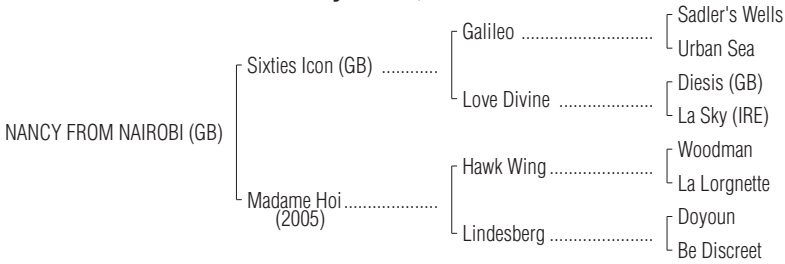 Sadler's Wells
Galileo ............................
Urban Sea
Sixties Icon (GB) ............
Diesis (GB)
Love Divine ....................
La Sky (IRE)
NANCY FROM NAIROBI (GB)
Woodman
Hawk Wing ......................
La Lorgnette
Madame Hoi ....................
(2005)
Doyoun
Lindesberg ......................
Be Discreet